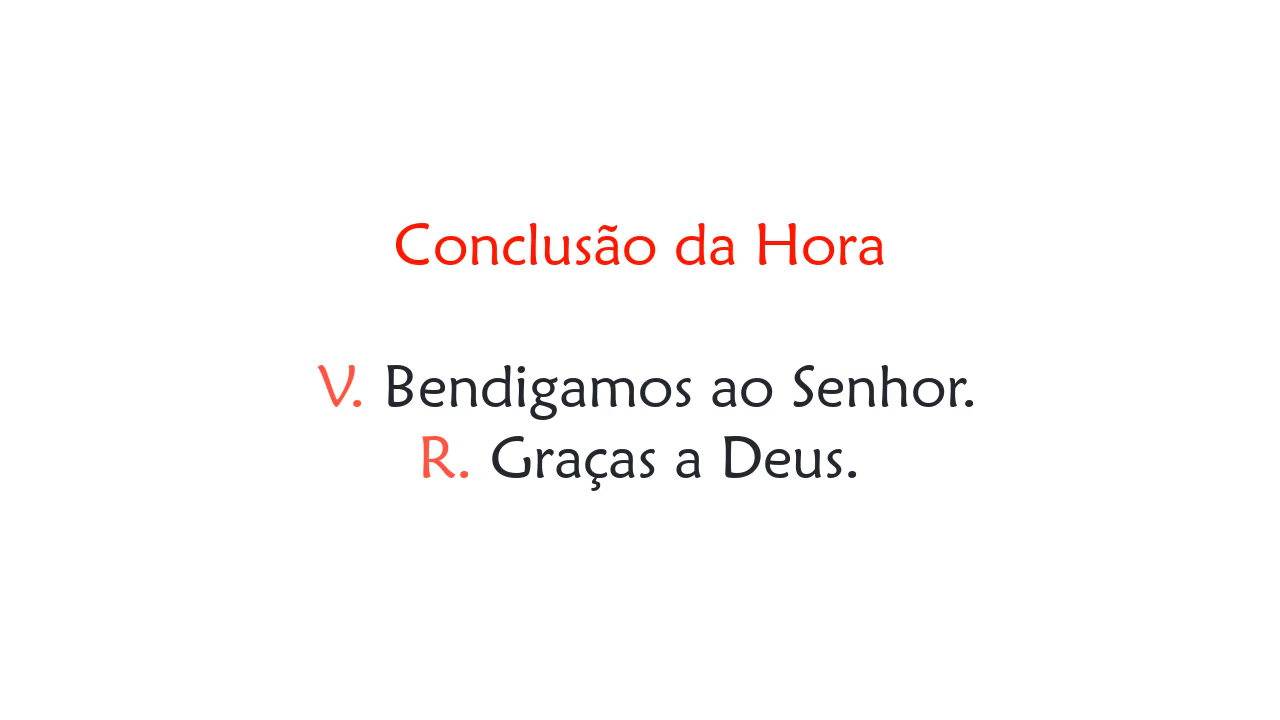 Conclusão da Hora
V. Bendigamos ao Senhor.
R. Graças a Deus.